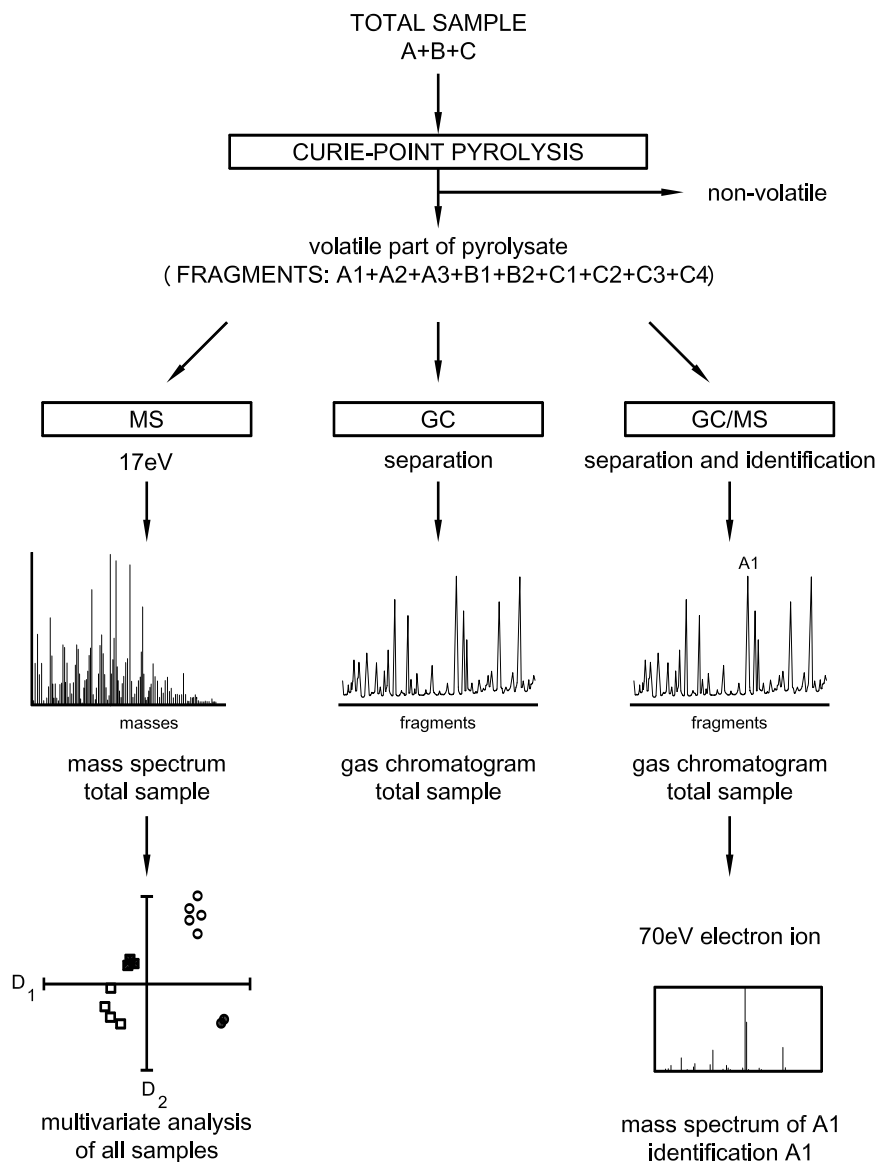 TOTAL SAMPLE
A+B+C
CURIE-POINT PYROLYSIS
non-volatile
volatile part of pyrolysate
( FRAGMENTS: A1+A2+A3+B1+B2+C1+C2+C3+C4)
MS
17eV
masses
mass spectrum
total sample
D1
D2
multivariate analysis
of all samples
GC
separation
fragments
gas chromatogram
total sample
GC/MS
separation and identification
A1
fragments
gas chromatogram
total sample
70eV electron ion
mass spectrum of A1
identification A1